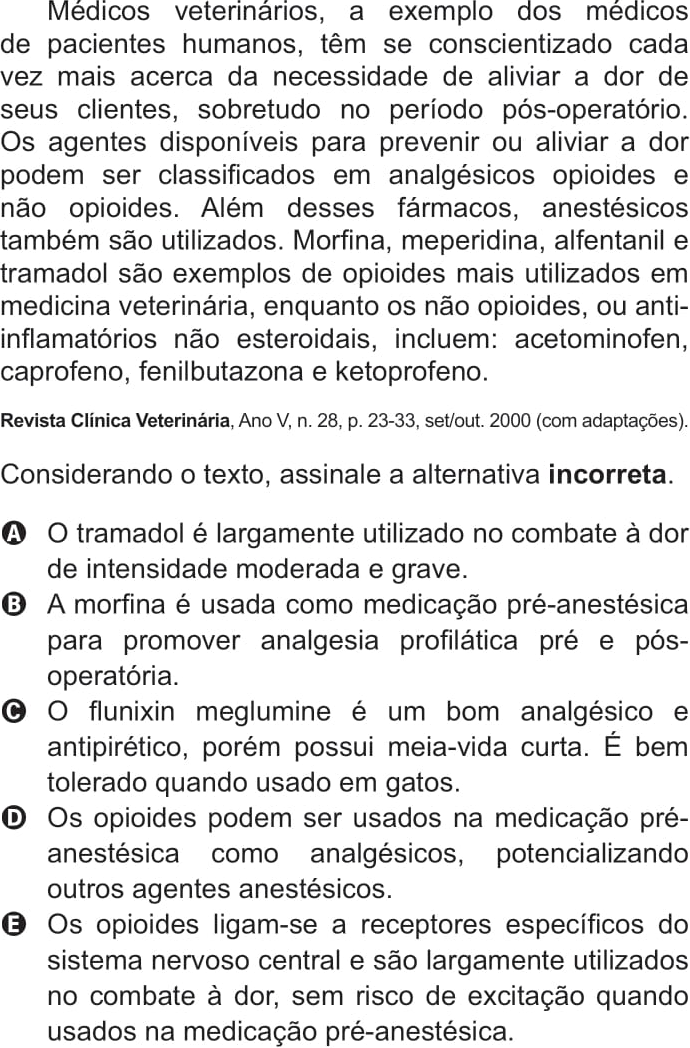 Médicos veterinários, a exemplo dos médicos
de pacientes humanos, têm se conscientizado cada
vez mais acerca da necessidade de aliviar a dor de
seus clientes, sobretudo no período pós-operatório.
Os agentes disponíveis para prevenir ou aliviar a dor
podem ser classificados em analgésicos opioides e
não opioides. Além desses fármacos, anestésicos
também são utilizados. Morfina, meperidina, alfentanil e
tramadol são exemplos de opioides mais utilizados em
medicina veterinária, enquanto os não opioides, ou anti-
inflamatórios não esteroidais, incluem: acetominofen,
caprofeno, fenilbutazona e ketoprofeno.
Revista Clínica Veterinária, Ano V, n. 28, p. 23-33, set/out. 2000 (com adaptações).
Considerando o texto, assinale a alternativa incorreta.
A O tramadol é largamente utilizado no combate à dor
de intensidade moderada e grave.
B A morfina é usada como medicação pré-anestésica
para promover analgesia profilática pré e pós-
operatória.
C O flunixin meglumine é um bom analgésico e
antipirético, porém possui meia-vida curta. É bem
tolerado quando usado em gatos.
D Os opioides podem ser usados na medicação pré-
anestésica como analgésicos, potencializando
outros agentes anestésicos.
E Os opioides ligam-se a receptores específicos do
sistema nervoso central e são largamente utilizados
no combate à dor, sem risco de excitação quando
usados na medicação pré-anestésica.